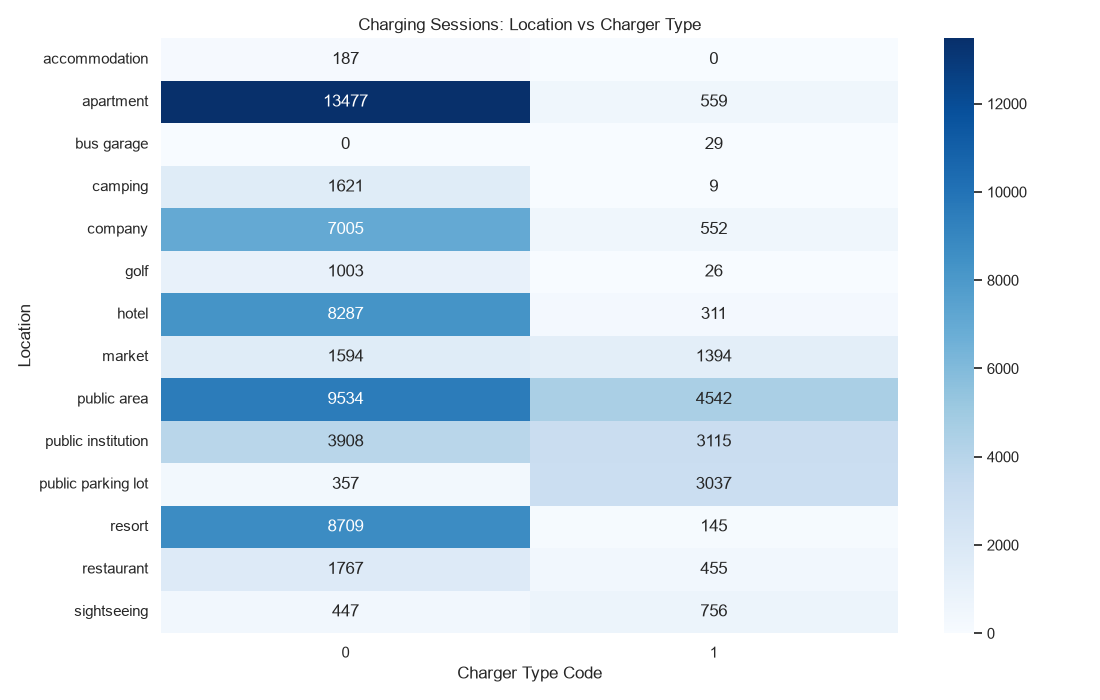 Charging Sessions: Location vs Charger Type
accommodation 187 0
apartment 13477 559
bus garage 0 29
camping 1621 9
company 7005 552
golf 1003 26
hotel 8287 311
market 1594 1394
public area 9534 4542
public institution 3908 3115
public parking lot 357 3037
resort 8709 145
restaurant 1767 455
sightseeing 447 756
0 1
Charger Type Code
Location
12000
10000
8000
6000
4000
2000
0